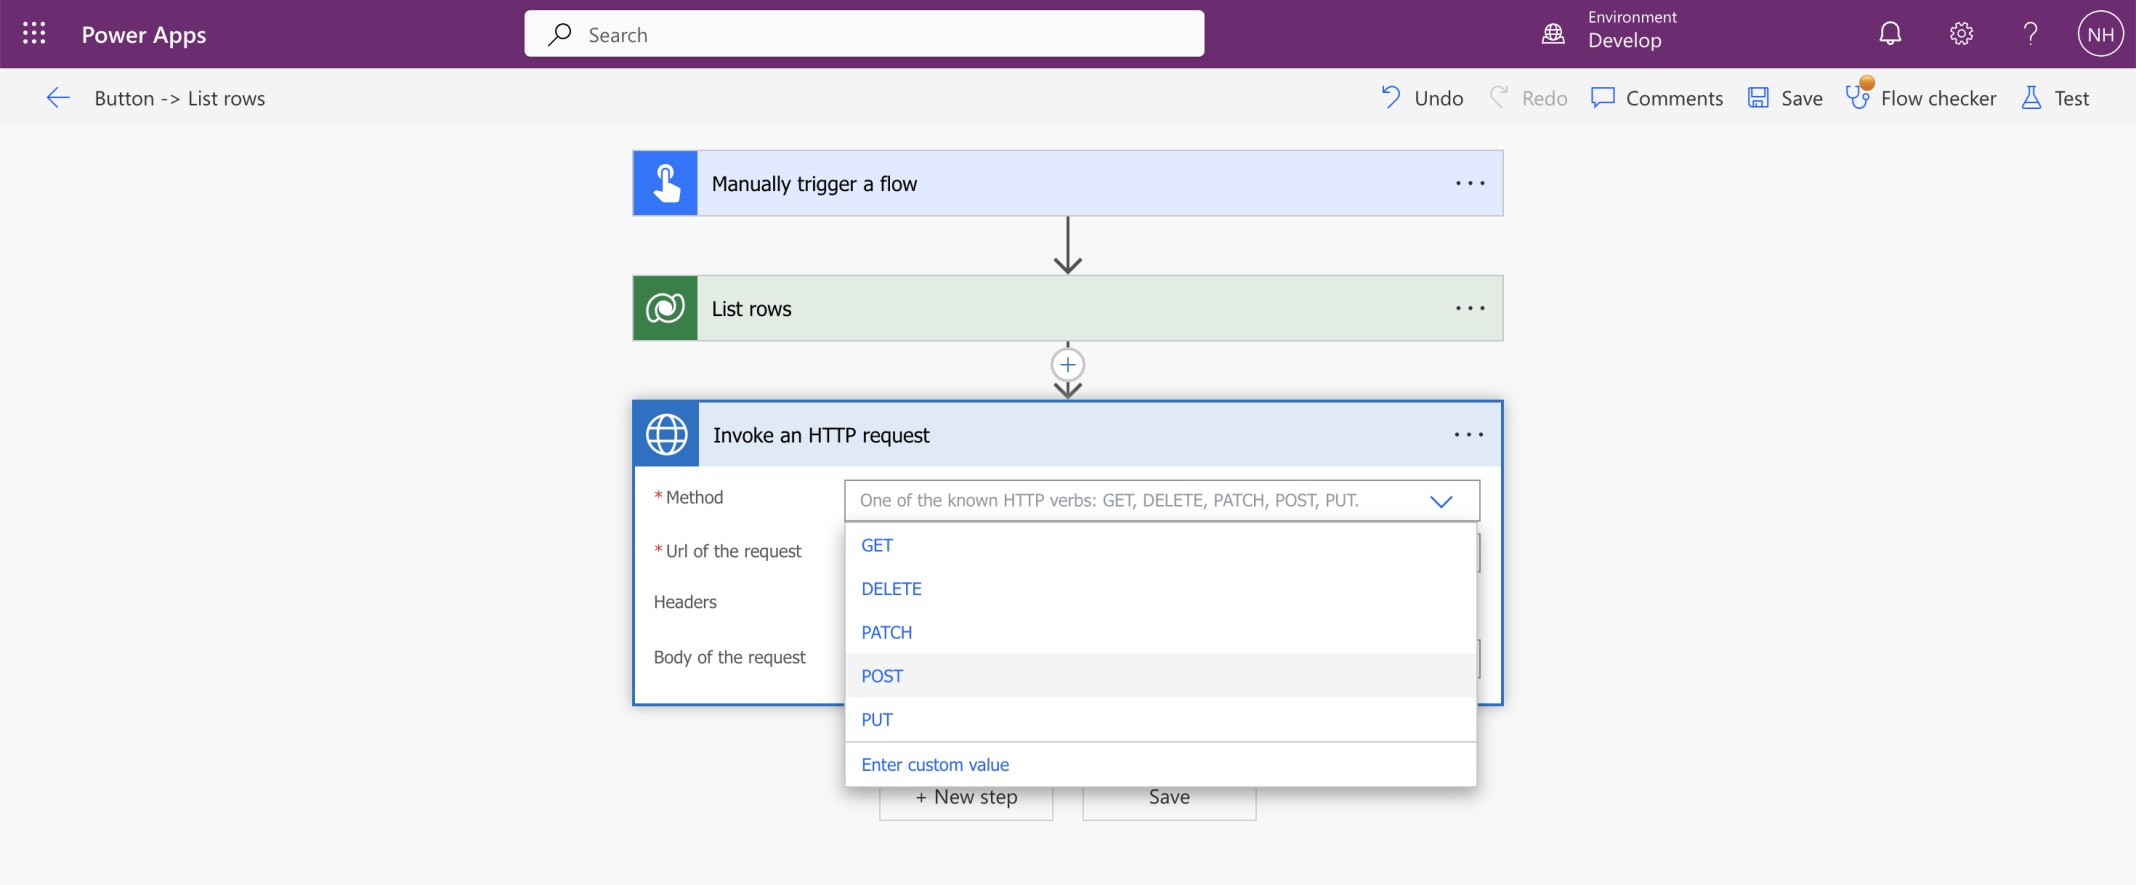 Power Apps
Search
Environment
Develop
?
NH
Button -> List rows
Undo
Redo
Comments
Save
Flow checker
Test
Manually trigger a flow
List rows
Invoke an HTTP request
* Method
One of the known HTTP verbs: GET, DELETE, PATCH, POST, PUT.
* Url of the request
Headers
Body of the request
GET
DELETE
PATCH
POST
PUT
Enter custom value
+ New step
Save